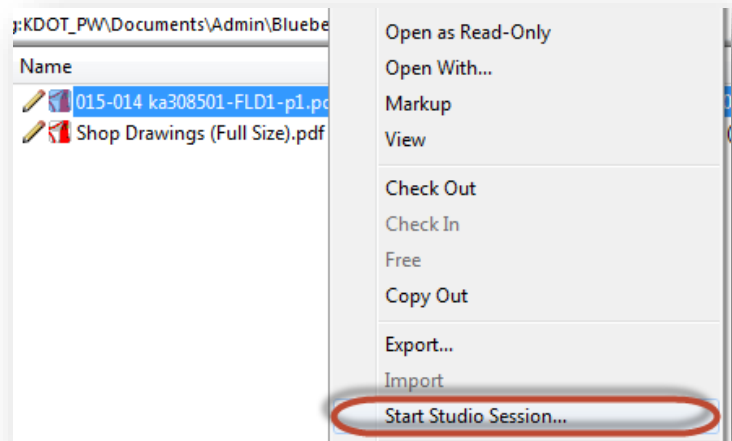 g:KDOT_PW\Documents\Admin\Bluebe
Name
015-014 ka308501-FLD1-p1.pd
Shop Drawings (Full Size).pdf
Open as Read-Only
Open With...
Markup
View
Check Out
Check In
Free
Copy Out
Export...
Import
Start Studio Session...